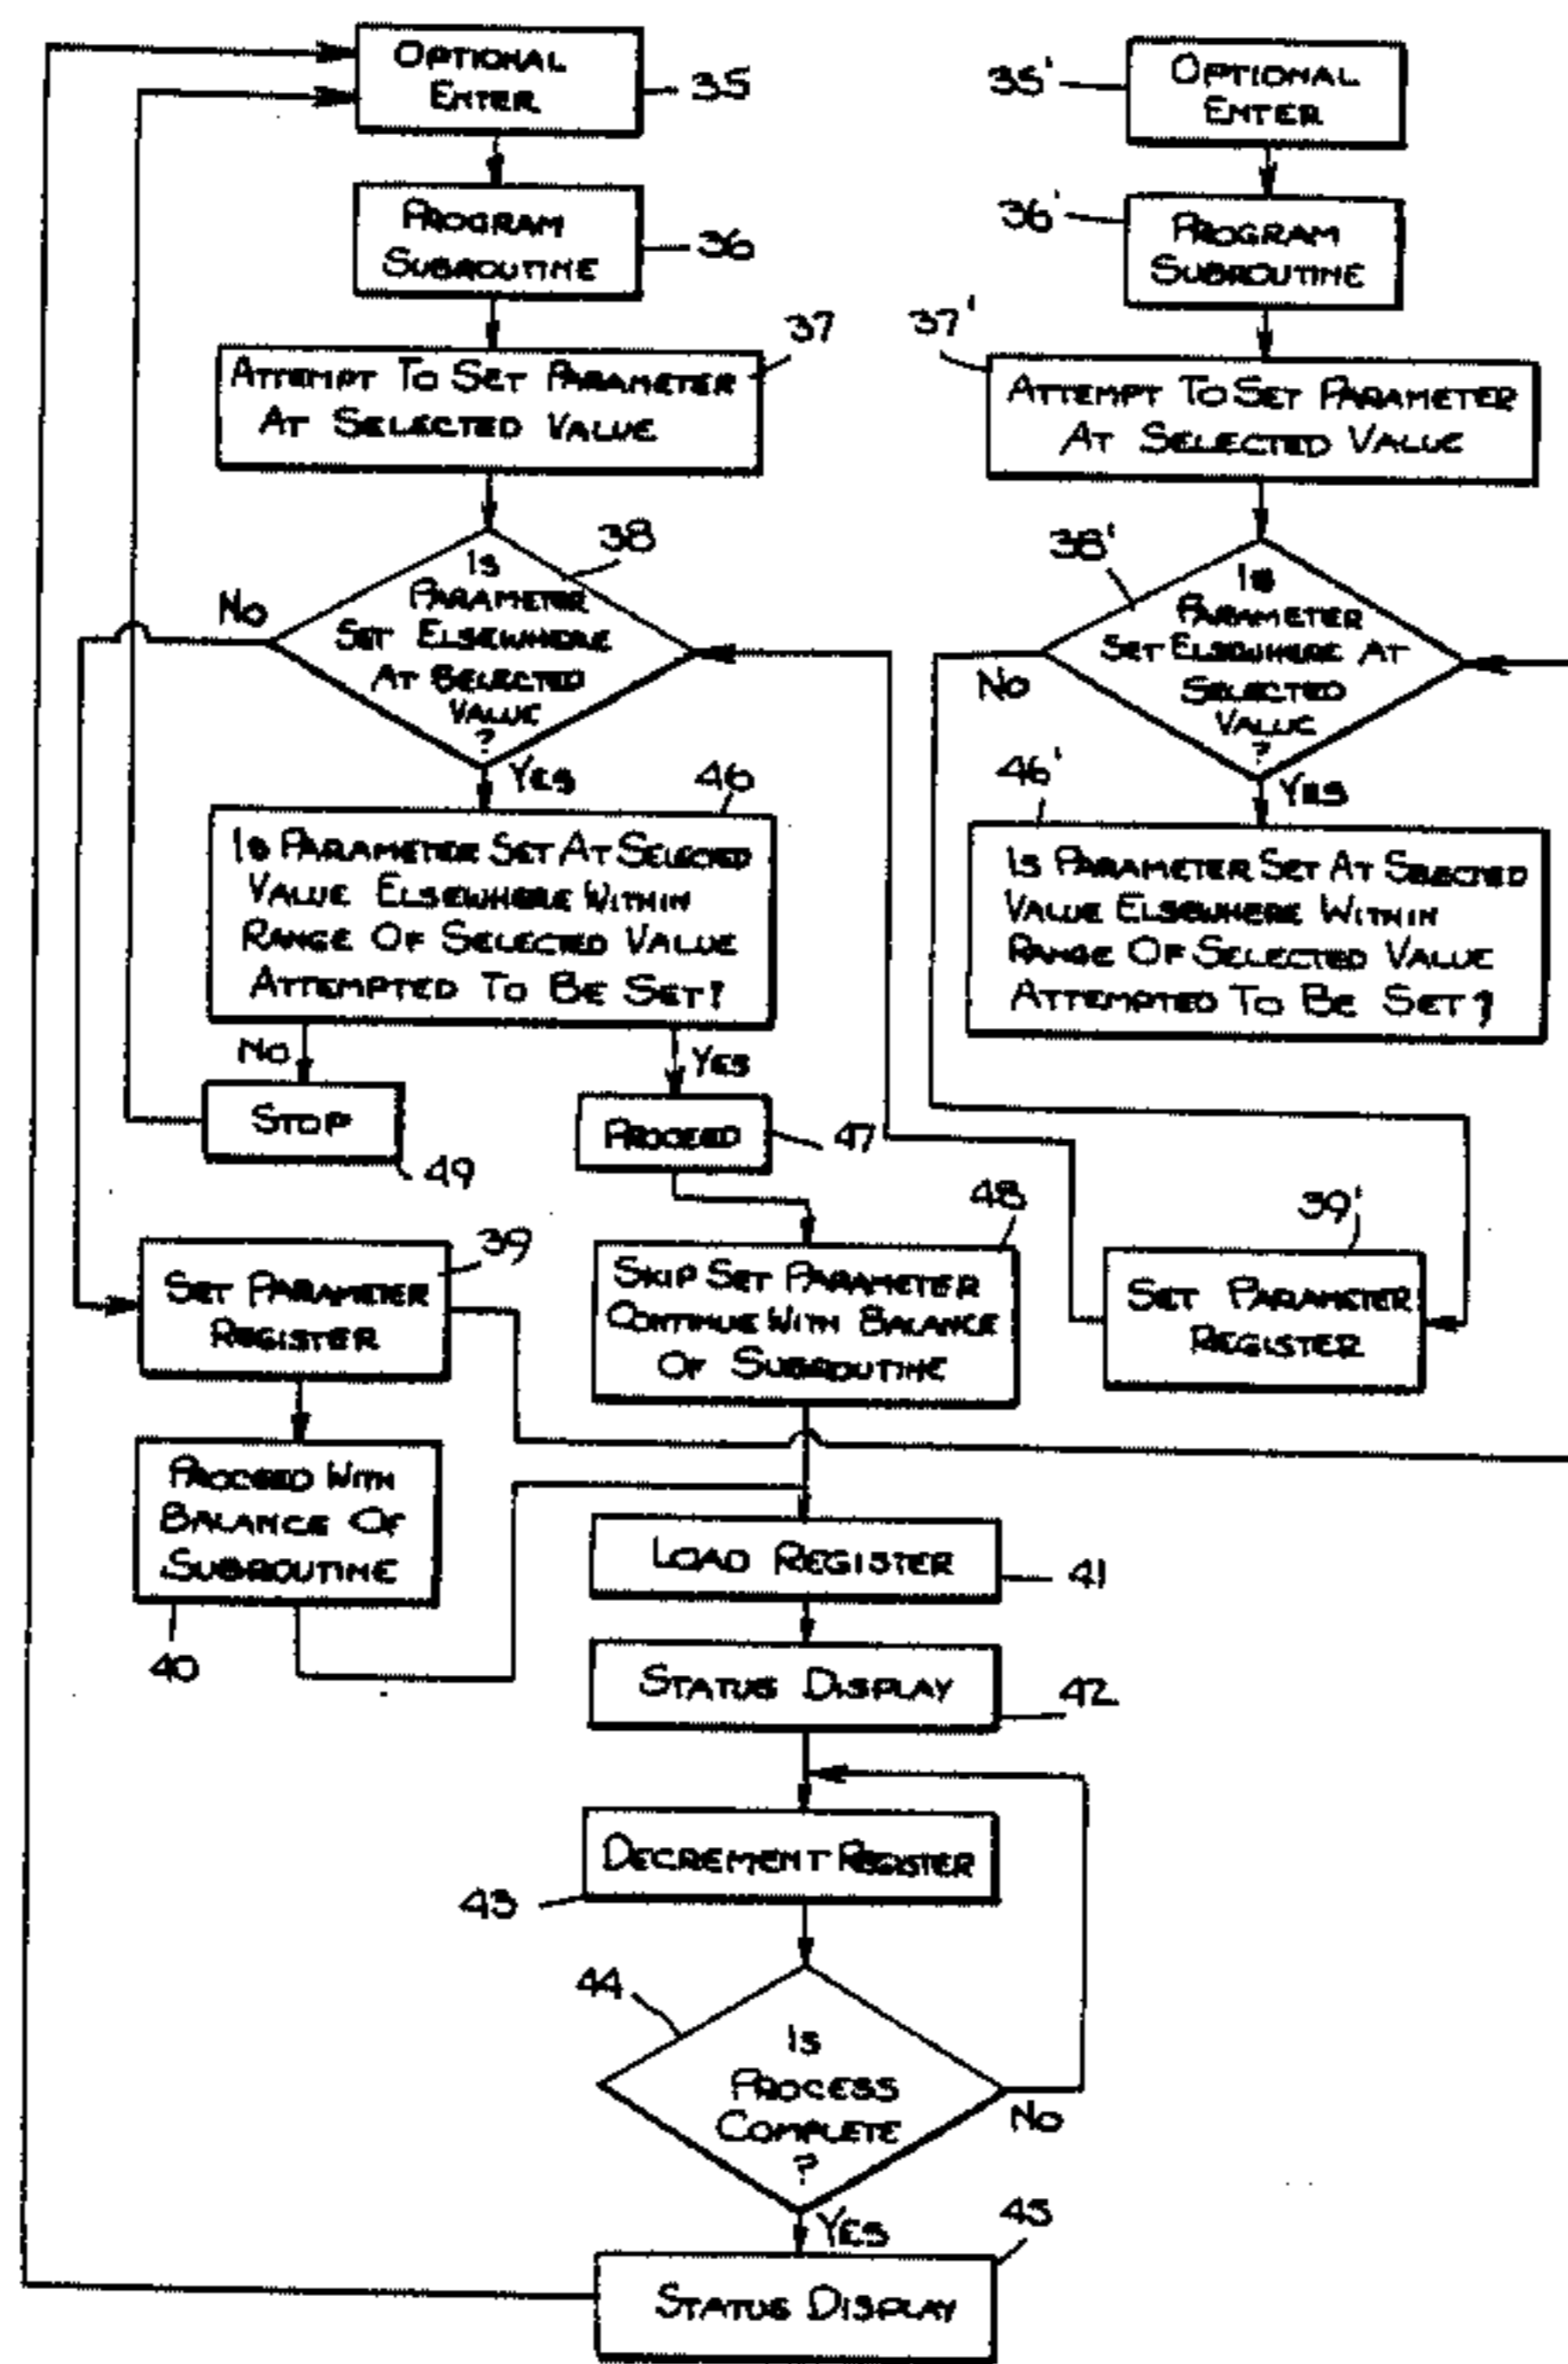 OPTIONAL
ENTER
35
PROGRAM
SUBROUTINE
36
37
ATTEMPT TO SET PARAMETER
AT SELECTED VALUE
38
IS
PARAMETER
SET ELSEWHERE
AT SELECTED
VALUE
?
NO
YES
46
IS PARAMETER SET AT SELECTED
VALUE ELSEWHERE WITHIN
RANGE OF SELECTED VALUE
ATTEMPTED TO BE SET?
NO
YES
STOP
49
PROCEED
47
39
SET PARAMETER
REGISTER
48
SKIP SET PARAMETER
CONTINUE WITH BALANCE
OF SUBROUTINE
PROCEED WITH
BALANCE OF
SUBROUTINE
40
LOAD REGISTER
41
STATUS DISPLAY
42
DECREMENT REGISTER
43
44
IS
PROCESS
COMPLETE
?
NO
YES
45
STATUS DISPLAY
35'
OPTIONAL
ENTER
36'
PROGRAM
SUBROUTINE
37'
ATTEMPT TO SET PARAMETER
AT SELECTED VALUE
38'
IS
PARAMETER
SET ELSEWHERE AT
SELECTED
VALUE
?
NO
YES
46'
IS PARAMETER SET AT SELECTED
VALUE ELSEWHERE WITHIN
RANGE OF SELECTED VALUE
ATTEMPTED TO BE SET?
39'
SET PARAMETER
REGISTER